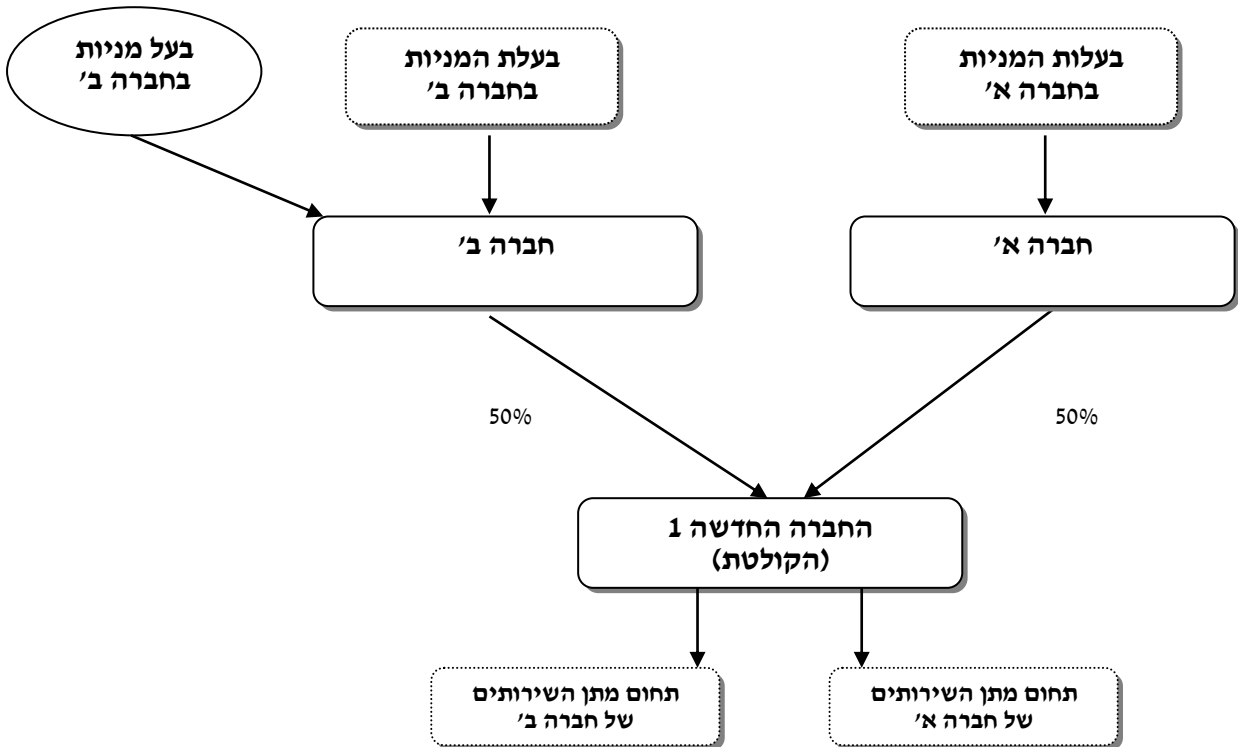 בעלות המניות
בחברה א'
בעלת המניות
בחברה ב'
בעל מניות
בחברה ב'
חברה א'
חברה ב'
50%
50%
החברה החדשה 1
(הקולטת)
תחום מתן השירותים
של חברה א'
תחום מתן השירותים
של חברה ב'